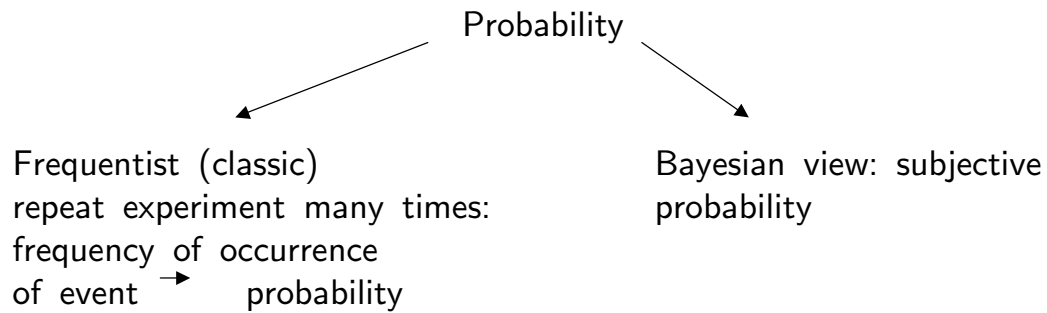 Probability
Frequentist (classic)
repeat experiment many times:
frequency of occurrence
of event → probability
Bayesian view: subjective
probability